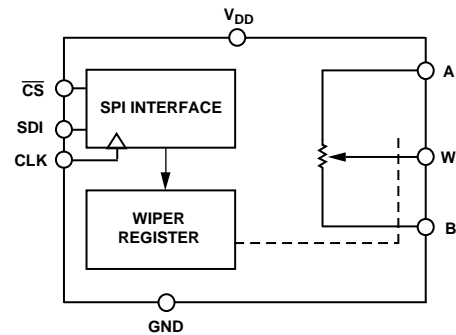 VDD
A
CS
SPI INTERFACE
SDI
CLK
W
WIPER
REGISTER
B
GND